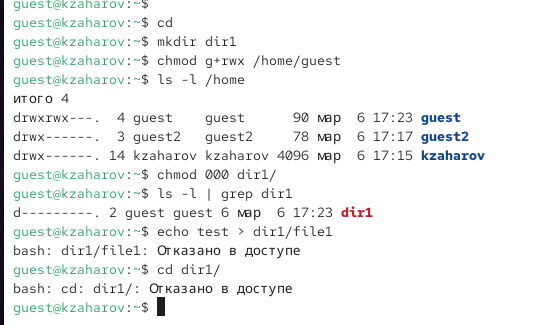 guest@kzaharov:~$
guest@kzaharov:~$ cd
guest@kzaharov:~$ mkdir dir1
guest@kzaharov:~$ chmod g+rwx /home/guest
guest@kzaharov:~$ ls -l /home
итого 4
drwxrwx---.  4 guest    guest      90 мар  6 17:23 guest
drwx------.  3 guest2   guest2     78 мар  6 17:17 guest2
drwx------. 14 kzaharov kzaharov 4096 мар  6 17:15 kzaharov
guest@kzaharov:~$ chmod 000 dir1/
guest@kzaharov:~$ ls -l | grep dir1
d---------. 2 guest guest 6 мар  6 17:23 dir1
guest@kzaharov:~$ echo test > dir1/file1
bash: dir1/file1: Отказано в доступе
guest@kzaharov:~$ cd dir1/
bash: cd: dir1/: Отказано в доступе
guest@kzaharov:~$